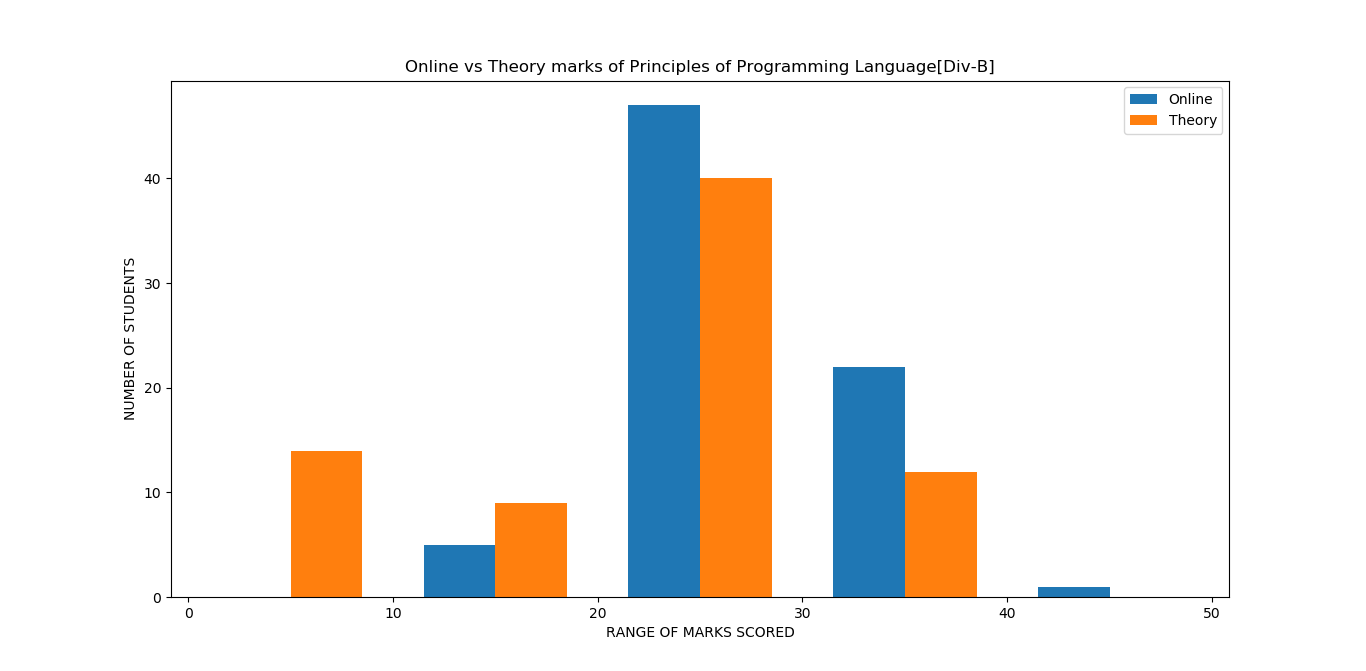 Online vs Theory marks of Principles of Programming Language[Div-B]
Online
Theory
NUMBER OF STUDENTS
40
30
20
10
0
0 10 20 30 40 50
RANGE OF MARKS SCORED